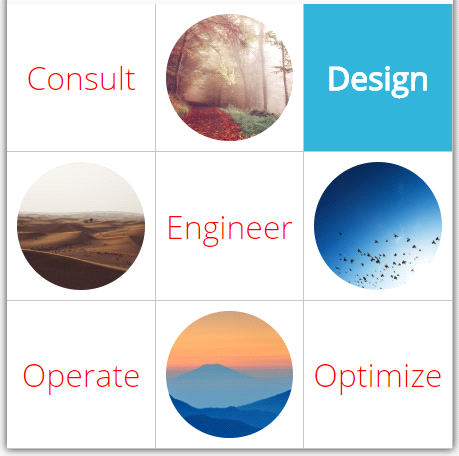 Consult
Design
Engineer
Operate
Optimize